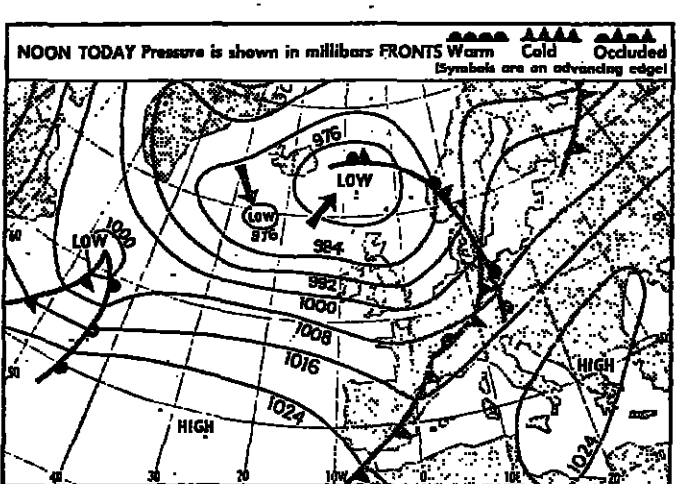 NOON TODAY Pressure is shown in millibars FRONTS Warm Cold Occluded
(Symbols are on advancing edge)
976
LOW
LOW
976
LOW
1000
984
992
1000
1008
1016
1024
HIGH
HIGH
1024
60
50
40
30
20
10W
0
10E
20